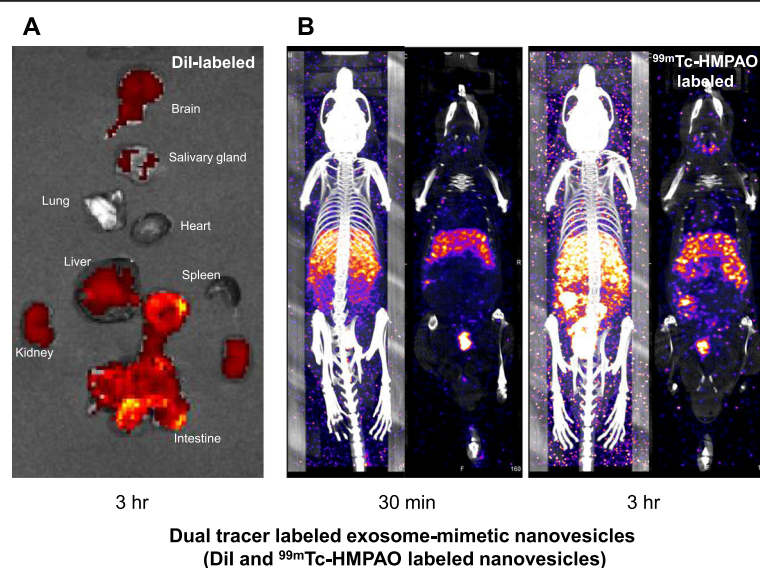 A
B
DiI-labeled
Brain
Salivary gland
Lung
Heart
Liver
Spleen
Kidney
Intestine
99mTc-HMPAO
labeled
R
F
160
3 hr
30 min
3 hr
Dual tracer labeled exosome-mimetic nanovesicles
(DiI and 99mTc-HMPAO labeled nanovesicles)